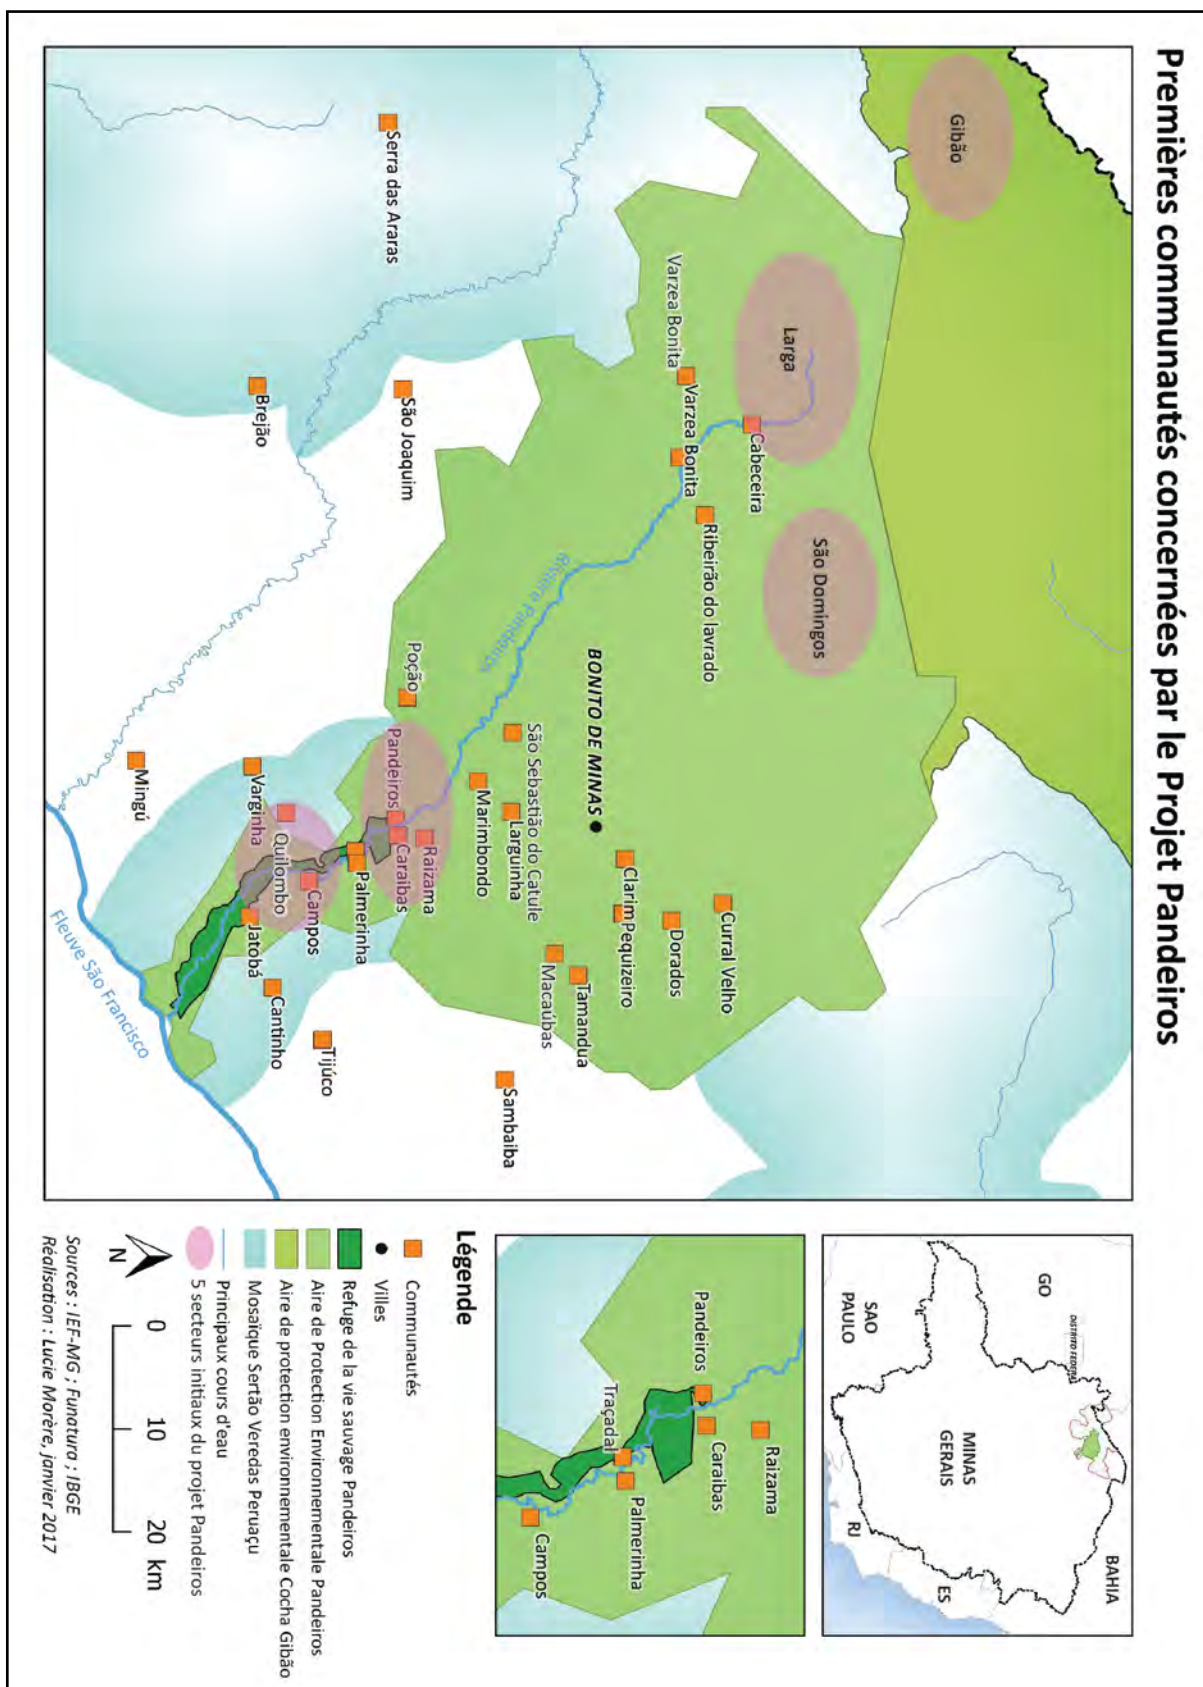 Premières communautés concernées par le Projet Pandeiros
Gibão
Larga
São Domingos
Serra das Araras
Varzea Bonita
Varzea Bonita
Varzea Bonita
Cabeceira
Ribeirão do lavrado
São Joaquim
Brejão
Rivière Pandeiros
BONITO DE MINAS
Curral Velho
Dorados
Clarim
Pequizeiro
Tamandua
Macaúbas
São Sebastião do Catule
Larguinha
Marimbondo
Poção
Pandeiros
Raizama
Caraibas
Palmerinha
Campos
Quilombo
Varginha
Jatobá
Cantinho
Tijúco
Sambaiba
Mingú
Fleuve São Francisco
GO
DISTRITO FEDERAL
BAHIA
MINAS
GERAIS
SAO
PAULO
RJ
ES
Raizama
Pandeiros
Caraibas
Traçadal
Palmerinha
Campos
Légende
Communautés
Villes
Refuge de la vie sauvage Pandeiros
Aire de Protection Environnementale Pandeiros
Aire de protection environnementale Cocha Gibão
Mosaïque Sertão Veredas Peruaçu
Principaux cours d'eau
5 secteurs initiaux du projet Pandeiros
N
0 10 20 km
Sources : IEF-MG ; Funatura ; IBGE
Réalisation : Lucie Morère, janvier 2017